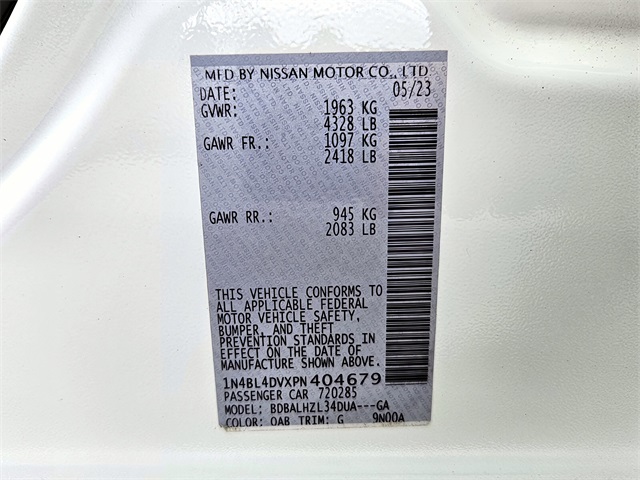 MFD BY NISSAN MOTOR CO., LTD
DATE: 05/23
GVWR: 1963 KG
4328 LB
GAWR FR.: 1097 KG
2418 LB
GAWR RR.: 945 KG
2083 LB
THIS VEHICLE CONFORMS TO
ALL APPLICABLE FEDERAL
MOTOR VEHICLE SAFETY,
BUMPER, AND THEFT
PREVENTION STANDARDS IN
EFFECT ON THE DATE OF
MANUFACTURE SHOWN ABOVE.
1N4BL4DVXPN404679
PASSENGER CAR 720285
MODEL: BDBALHZL34DUA---GA
COLOR: QAB TRIM: G 9N00A